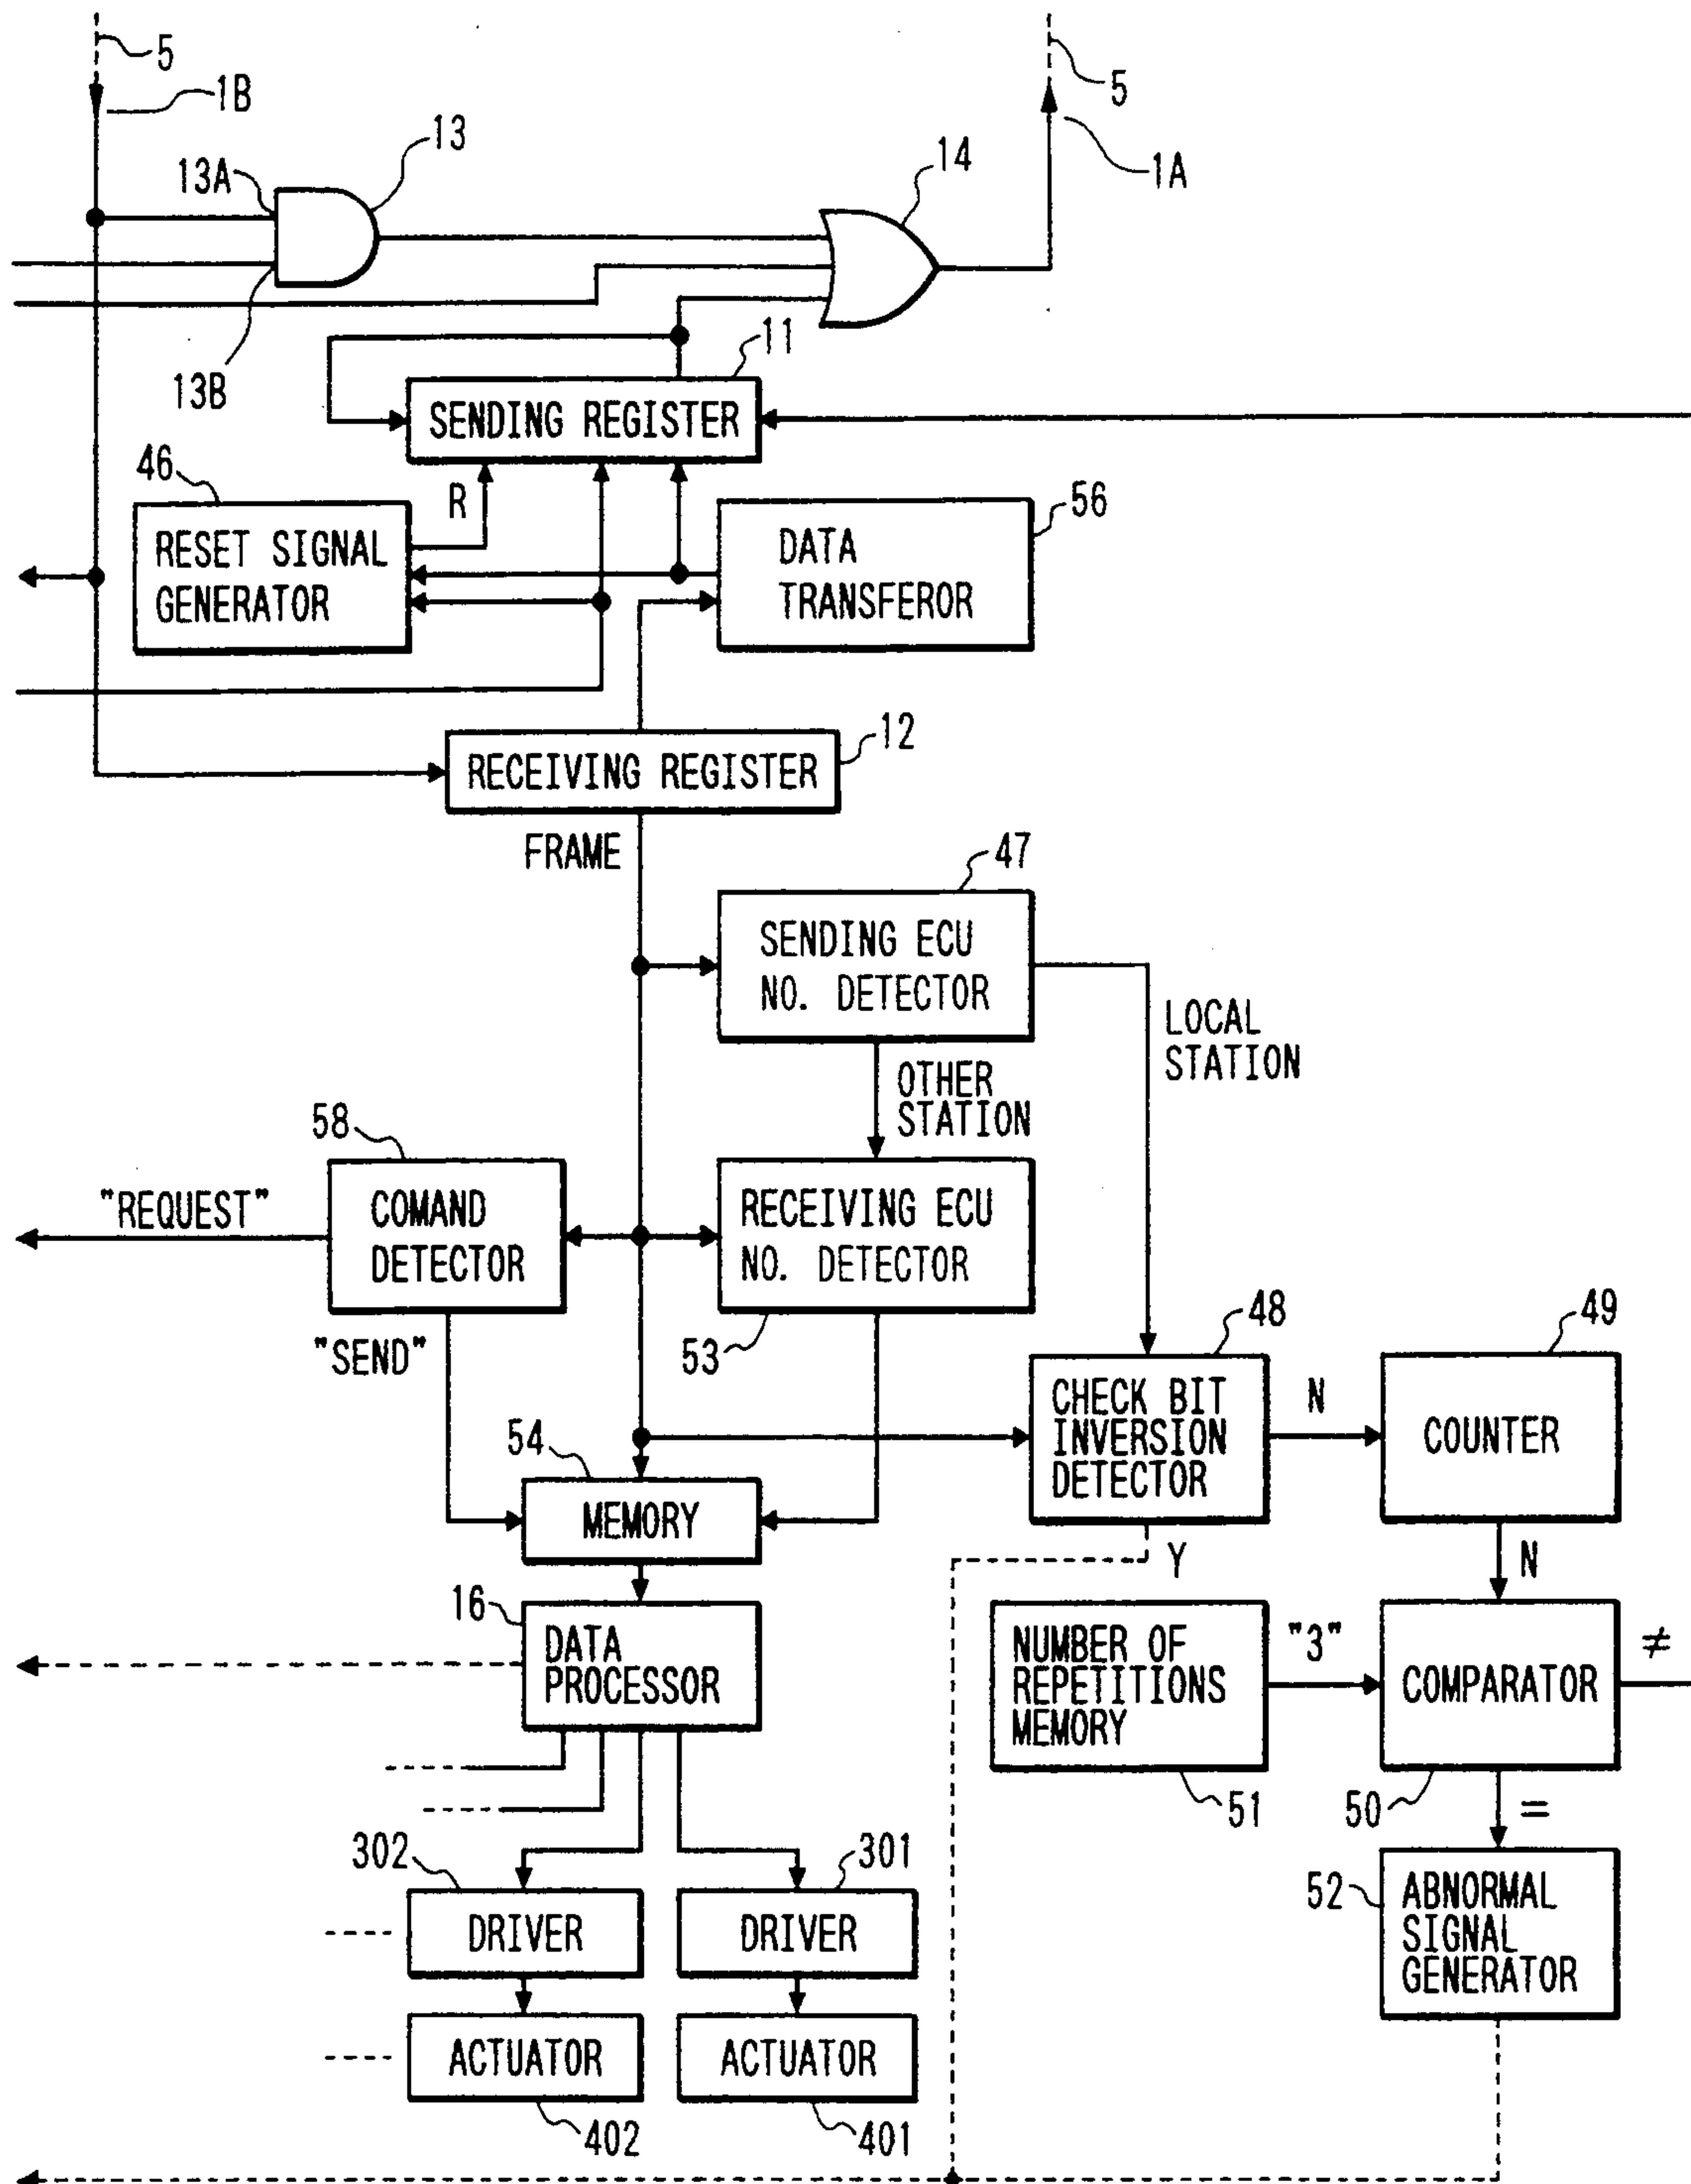 5
1B
5
1A
13
13A
13B
14
11
SENDING REGISTER
46
R
RESET SIGNAL
GENERATOR
56
DATA
TRANSFEROR
12
RECEIVING REGISTER
FRAME
47
SENDING ECU
NO. DETECTOR
LOCAL
STATION
OTHER
STATION
58
"REQUEST"
COMAND
DETECTOR
RECEIVING ECU
NO. DETECTOR
"SEND"
53
48
49
CHECK BIT
INVERSION
DETECTOR
N
COUNTER
54
MEMORY
Y
N
16
DATA
PROCESSOR
NUMBER OF
REPETITIONS
MEMORY
"3"
COMPARATOR
≠
51
50
=
302
301
DRIVER
DRIVER
52
ABNORMAL
SIGNAL
GENERATOR
ACTUATOR
ACTUATOR
402
401